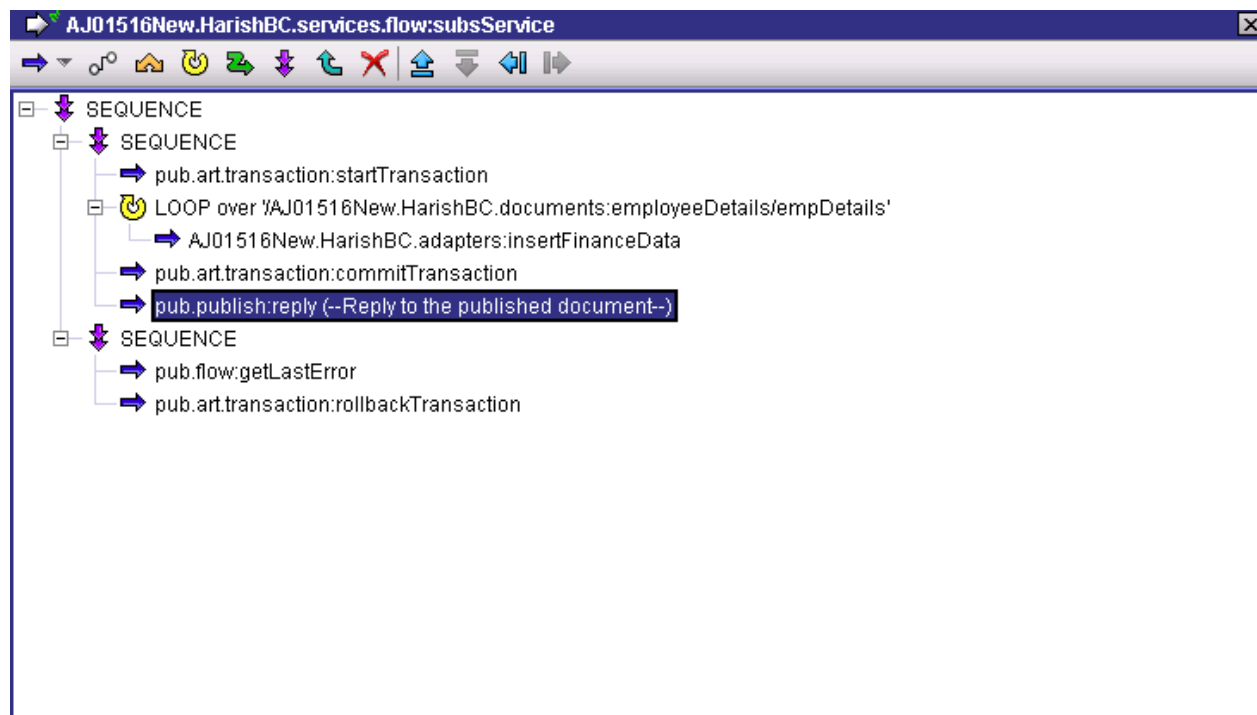 AJ01516New.HarishBC.services.flow:subsService
SEQUENCE
SEQUENCE
pub.art.transaction:startTransaction
LOOP over '/AJ01516New.HarishBC.documents:employeeDetails/empDetails'
AJ01516New.HarishBC.adapters:insertFinanceData
pub.art.transaction:commitTransaction
pub.publish:reply (--Reply to the published document--)
SEQUENCE
pub.flow:getLastError
pub.art.transaction:rollbackTransaction